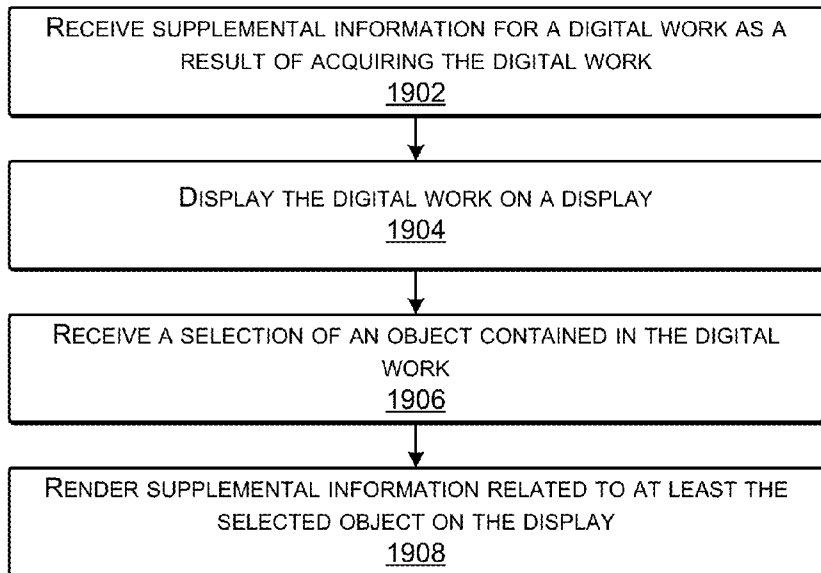 RECEIVE SUPPLEMENTAL INFORMATION FOR A DIGITAL WORK AS A
RESULT OF ACQUIRING THE DIGITAL WORK
1902
DISPLAY THE DIGITAL WORK ON A DISPLAY
1904
RECEIVE A SELECTION OF AN OBJECT CONTAINED IN THE DIGITAL
WORK
1906
RENDER SUPPLEMENTAL INFORMATION RELATED TO AT LEAST THE
SELECTED OBJECT ON THE DISPLAY
1908